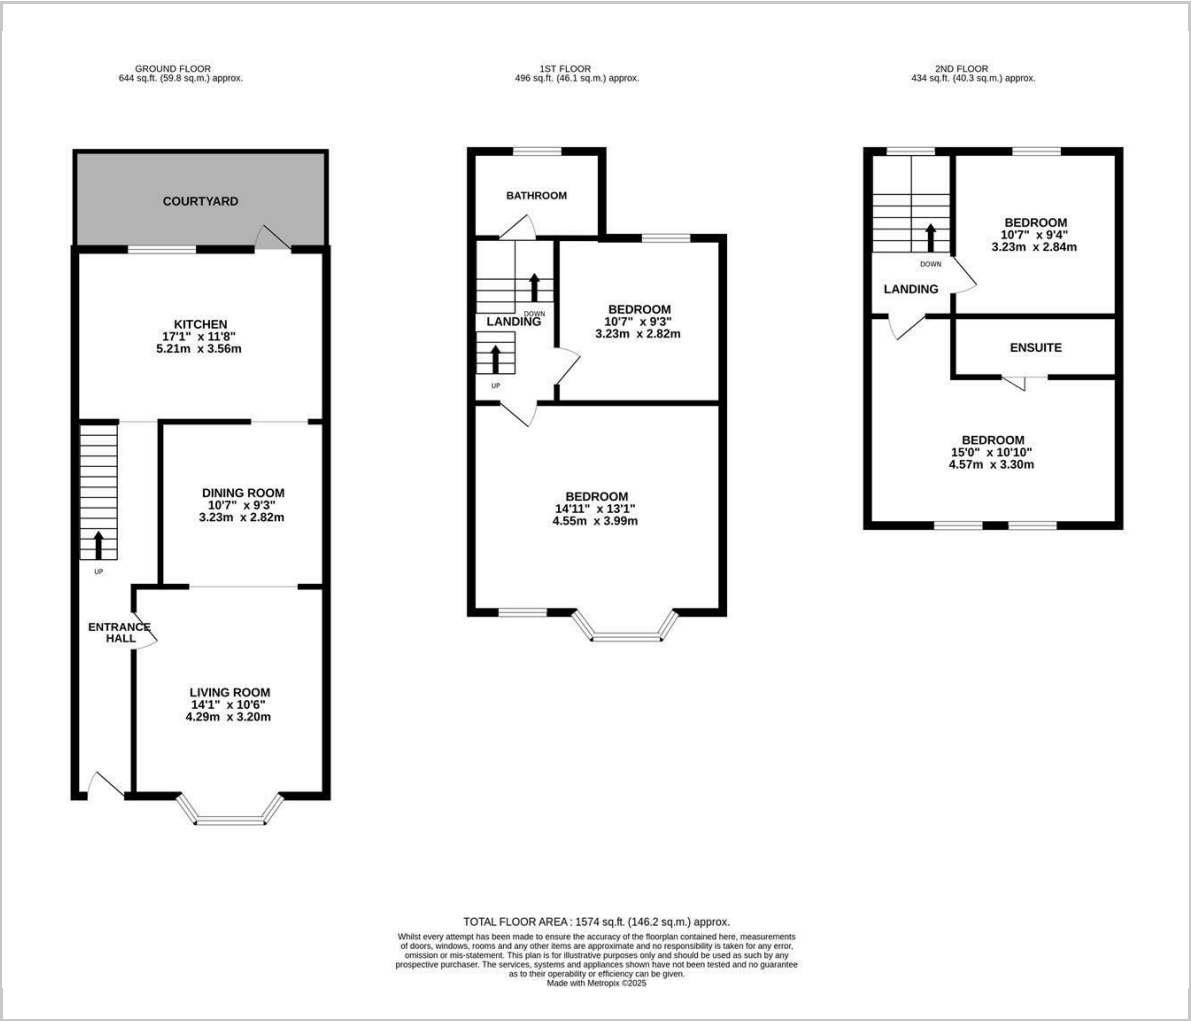 GROUND FLOOR
644 sq.ft. (59.8 sq.m.) approx.
COURTYARD
KITCHEN
17'1" x 11'8"
5.21m x 3.56m
DINING ROOM
10'7" x 9'3"
3.23m x 2.82m
UP
ENTRANCE
HALL
LIVING ROOM
14'1" x 10'6"
4.29m x 3.20m
1ST FLOOR
496 sq.ft. (46.1 sq.m.) approx.
BATHROOM
DOWN
LANDING
UP
BEDROOM
10'7" x 9'3"
3.23m x 2.82m
BEDROOM
14'11" x 13'1"
4.55m x 3.99m
2ND FLOOR
434 sq.ft. (40.3 sq.m.) approx.
BEDROOM
10'7" x 9'4"
3.23m x 2.84m
DOWN
LANDING
ENSUITE
BEDROOM
15'0" x 10'10"
4.57m x 3.30m
TOTAL FLOOR AREA : 1574 sq.ft. (146.2 sq.m.) approx.
Whilst every attempt has been made to ensure the accuracy of the floorplan contained here, measurements
of doors, windows, rooms and any other items are approximate and no responsibility is taken for any error,
omission or mis-statement. This plan is for illustrative purposes only and should be used as such by any
prospective purchaser. The services, systems and appliances shown have not been tested and no guarantee
as to their operability or efficiency can be given.
Made with Metropix ©2025